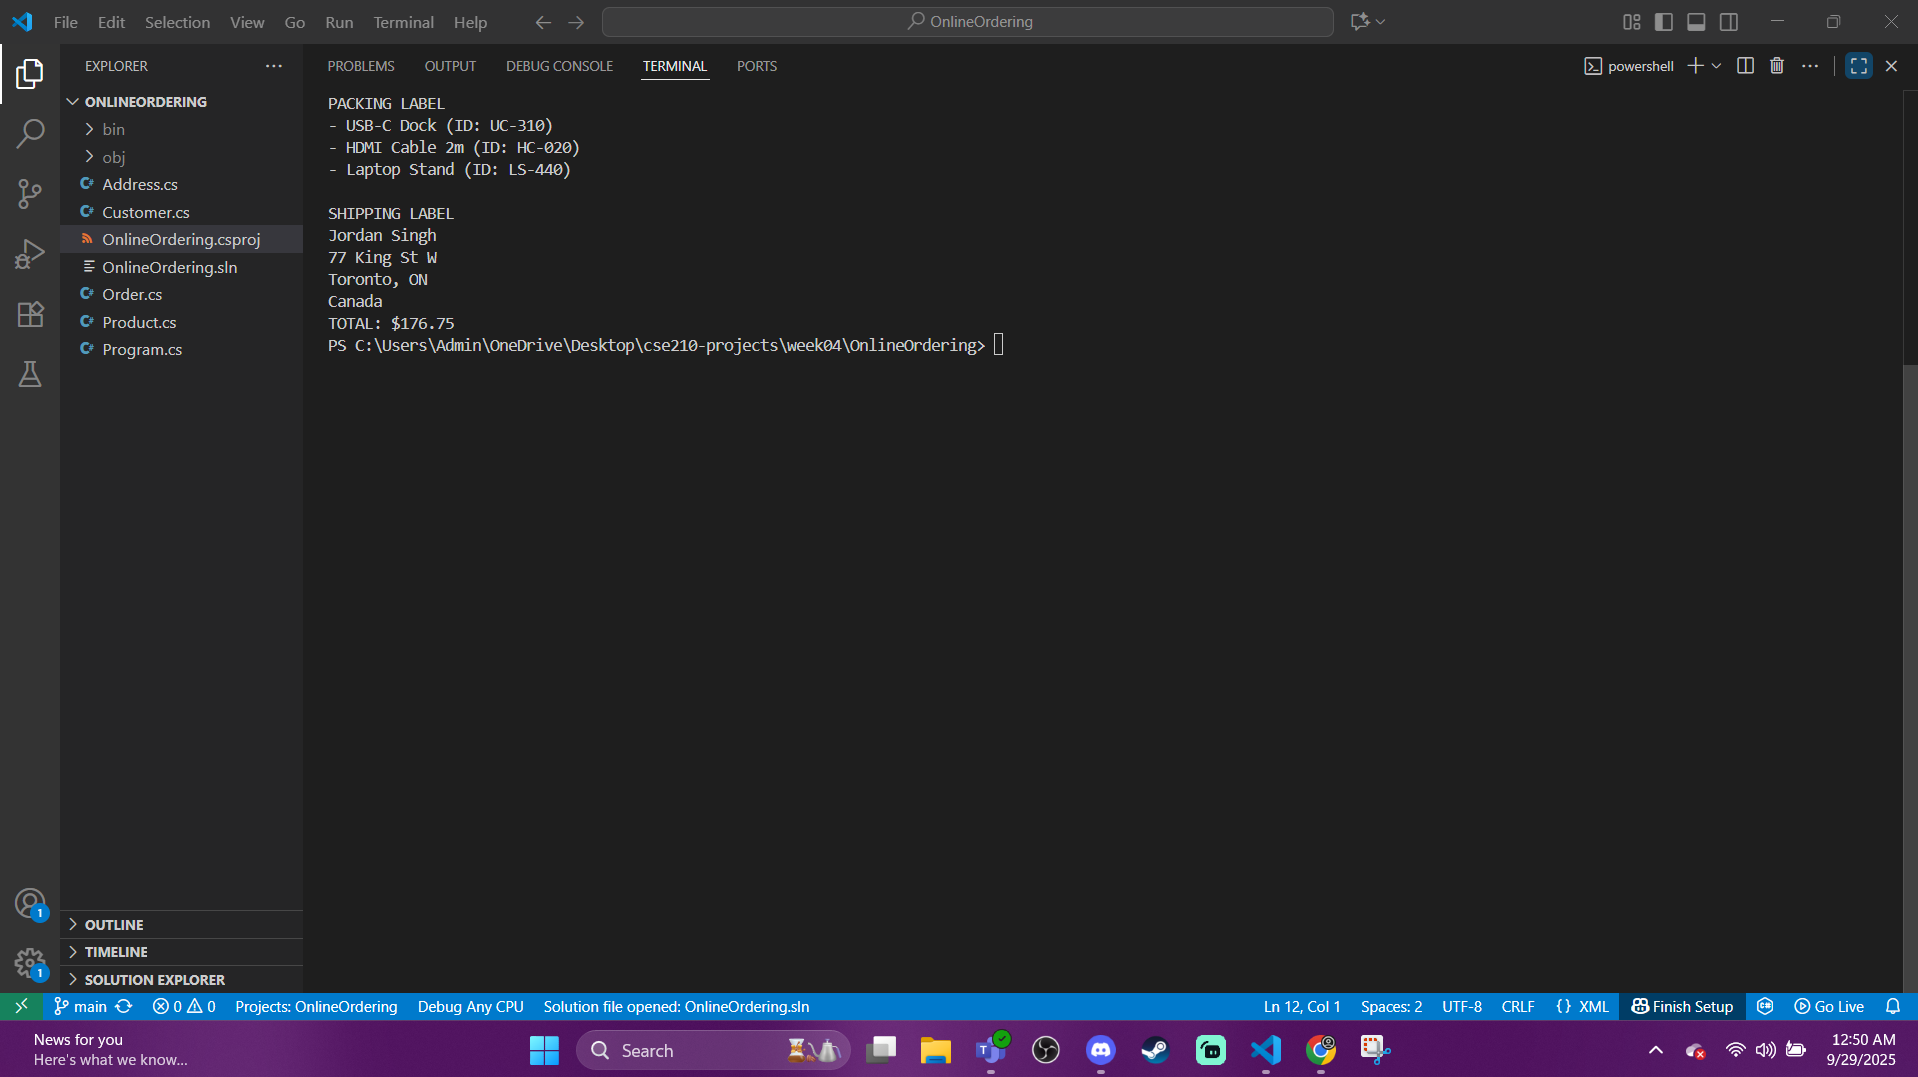 File Edit Selection View Go Run Terminal Help
OnlineOrdering
EXPLORER
ONLINEORDERING
bin
obj
C# Address.cs
C# Customer.cs
OnlineOrdering.csproj
OnlineOrdering.sln
C# Order.cs
C# Product.cs
C# Program.cs
OUTLINE
TIMELINE
SOLUTION EXPLORER
PROBLEMS OUTPUT DEBUG CONSOLE TERMINAL PORTS
powershell
PACKING LABEL
- USB-C Dock (ID: UC-310)
- HDMI Cable 2m (ID: HC-020)
- Laptop Stand (ID: LS-440)
SHIPPING LABEL
Jordan Singh
77 King St W
Toronto, ON
Canada
TOTAL: $176.75
PS C:\Users\Admin\OneDrive\Desktop\cse210-projects\week04\OnlineOrdering>
1
1
main 0 0 Projects: OnlineOrdering Debug Any CPU Solution file opened: OnlineOrdering.sln
Ln 12, Col 1 Spaces: 2 UTF-8 CRLF {} XML Finish Setup Go Live
News for you
Here's what we know...
Search
12:50 AM
9/29/2025